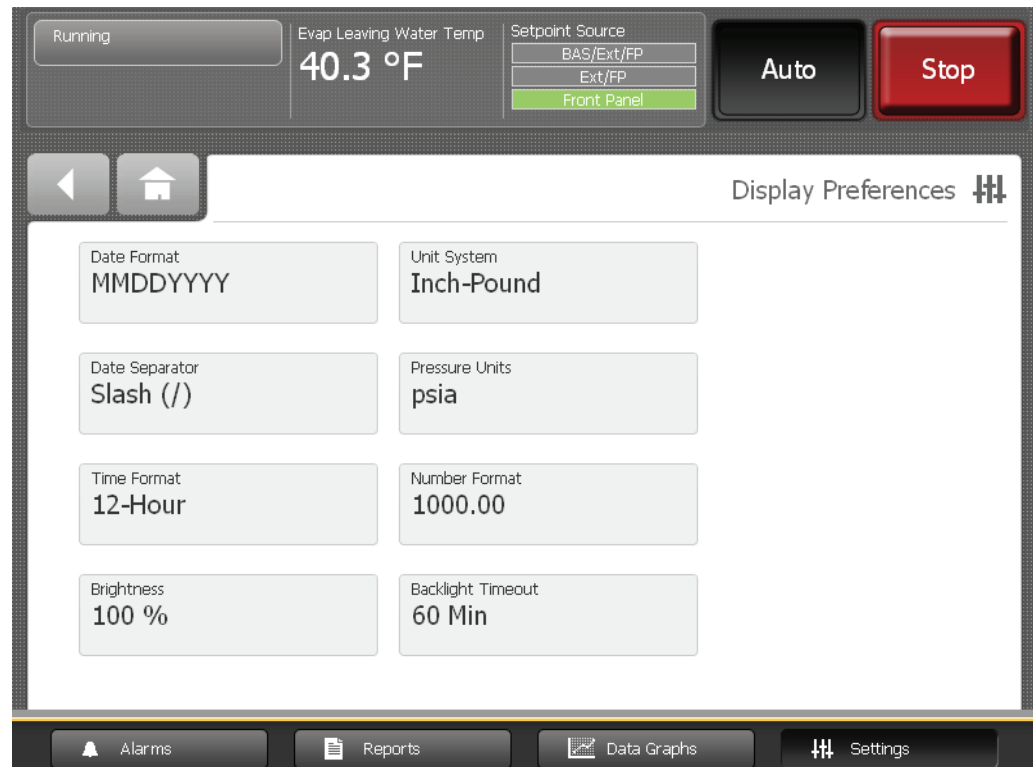 Running
Evap Leaving Water Temp
40.3 °F
Setpoint Source
BAS/Ext/FP
Ext/FP
Front Panel
Auto
Stop
Display Preferences
Date Format
MMDDYYYY
Unit System
Inch-Pound
Date Separator
Slash (/)
Pressure Units
psia
Time Format
12-Hour
Number Format
1000.00
Brightness
100 %
Backlight Timeout
60 Min
Alarms
Reports
Data Graphs
Settings